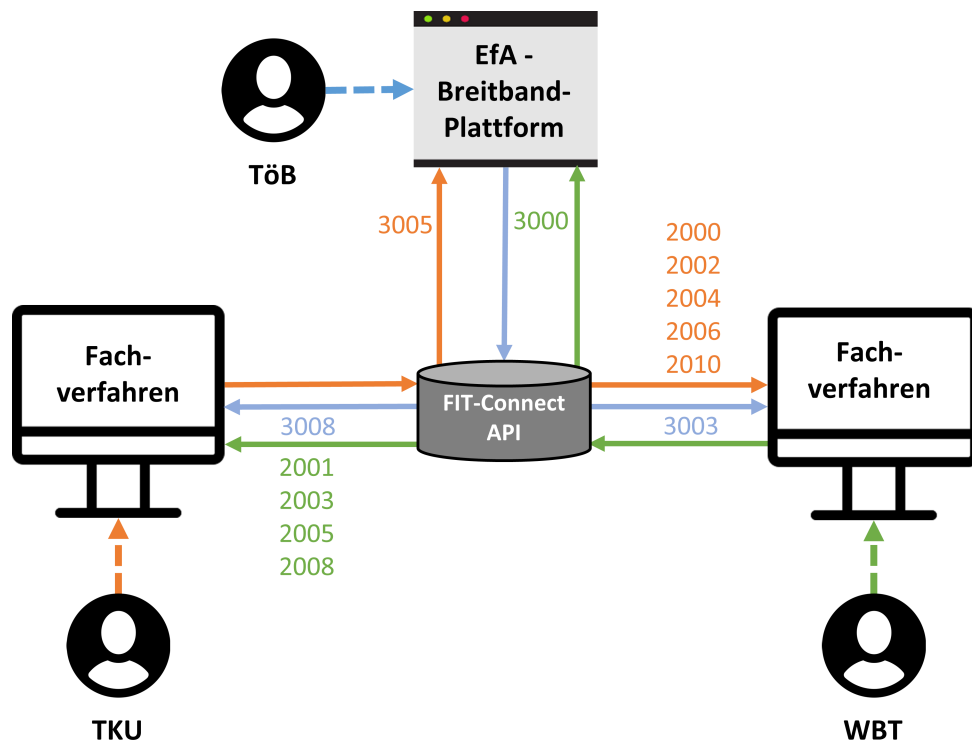 EfA -
Breitband-
Plattform
TöB
3005
3000
2000
2002
2004
2006
2010
Fach-
verfahren
Fach-
verfahren
FIT-Connect
API
3008
3003
2001
2003
2005
2008
TKU
WBT